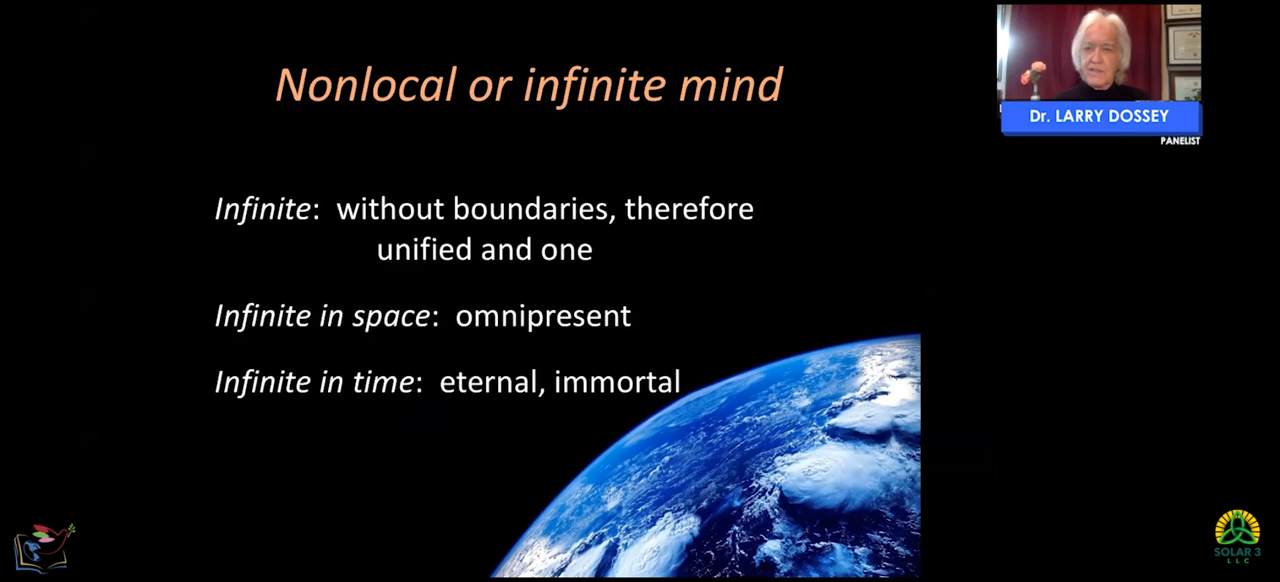 Nonlocal or infinite mind
Infinite: without boundaries, therefore
unified and one
Infinite in space: omnipresent
Infinite in time: eternal, immortal
Dr. LARRY DOSSEY
PANELIST
SOLAR 3
LLC